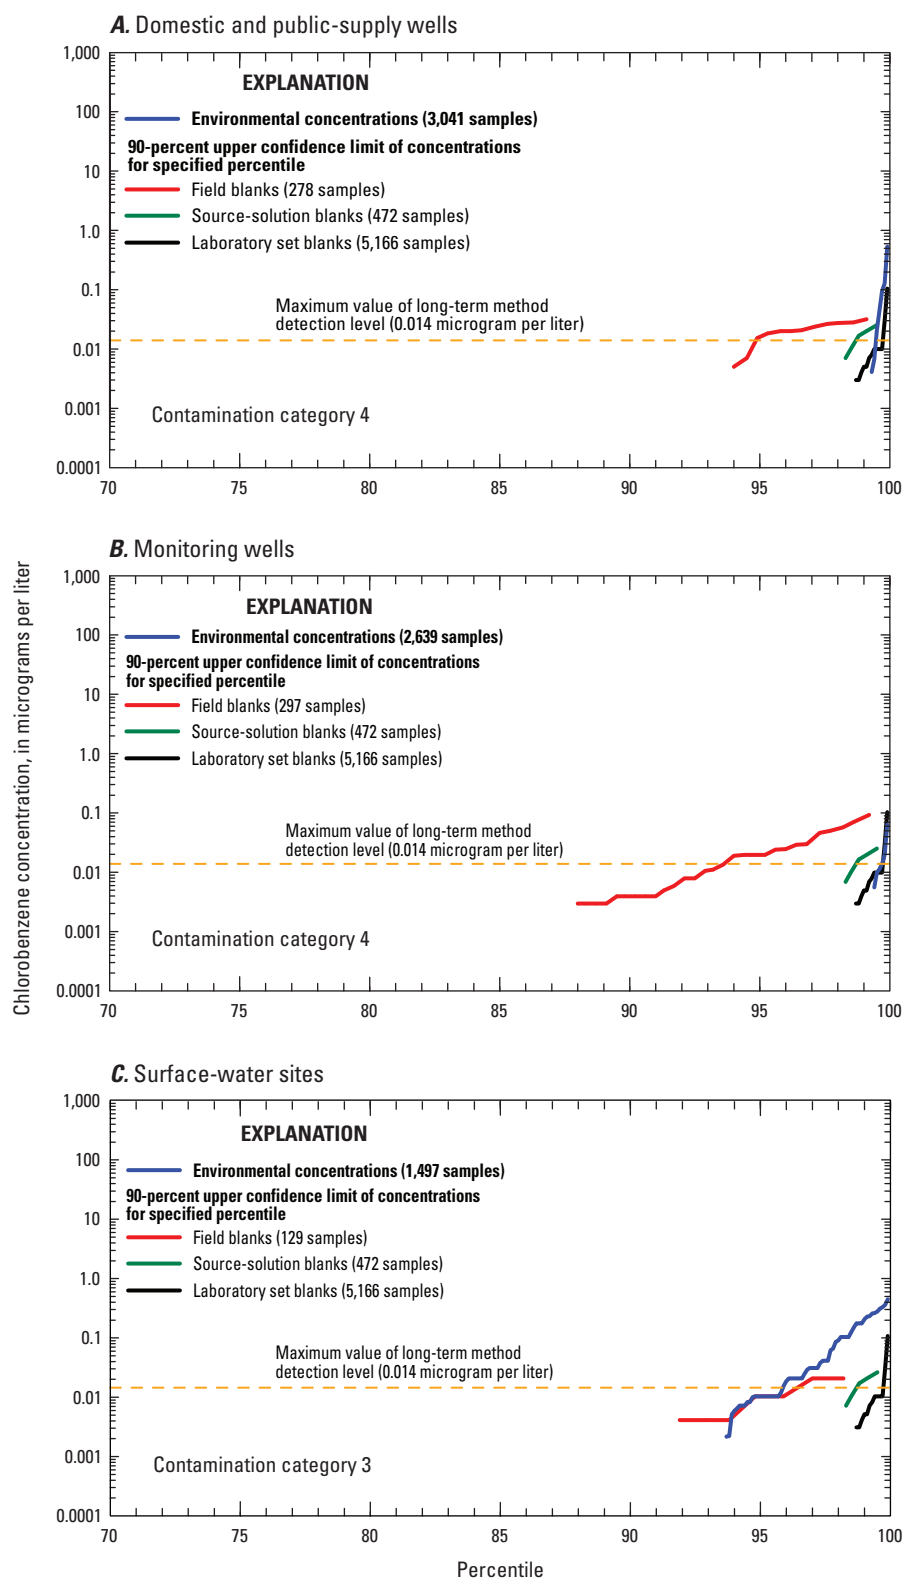 A. Domestic and public-supply wells
1,000
EXPLANATION
100
Environmental concentrations (3,041 samples)
90-percent upper confidence limit of concentrations
for specified percentile
10
Field blanks (278 samples)
Source-solution blanks (472 samples)
1.0
Laboratory set blanks (5,166 samples)
0.1
Maximum value of long-term method
detection level (0.014 microgram per liter)
0.01
0.001
Contamination category 4
0.0001
70 75 80 85 90 95 100
B. Monitoring wells
1,000
EXPLANATION
100
Environmental concentrations (2,639 samples)
90-percent upper confidence limit of concentrations
for specified percentile
10
Field blanks (297 samples)
Source-solution blanks (472 samples)
1.0
Laboratory set blanks (5,166 samples)
0.1
Maximum value of long-term method
detection level (0.014 microgram per liter)
0.01
0.001
Contamination category 4
0.0001
70 75 80 85 90 95 100
Chlorobenzene concentration, in micrograms per liter
C. Surface-water sites
1,000
EXPLANATION
100
Environmental concentrations (1,497 samples)
90-percent upper confidence limit of concentrations
for specified percentile
10
Field blanks (129 samples)
Source-solution blanks (472 samples)
1.0
Laboratory set blanks (5,166 samples)
0.1
Maximum value of long-term method
detection level (0.014 microgram per liter)
0.01
0.001
Contamination category 3
0.0001
70 75 80 85 90 95 100
Percentile